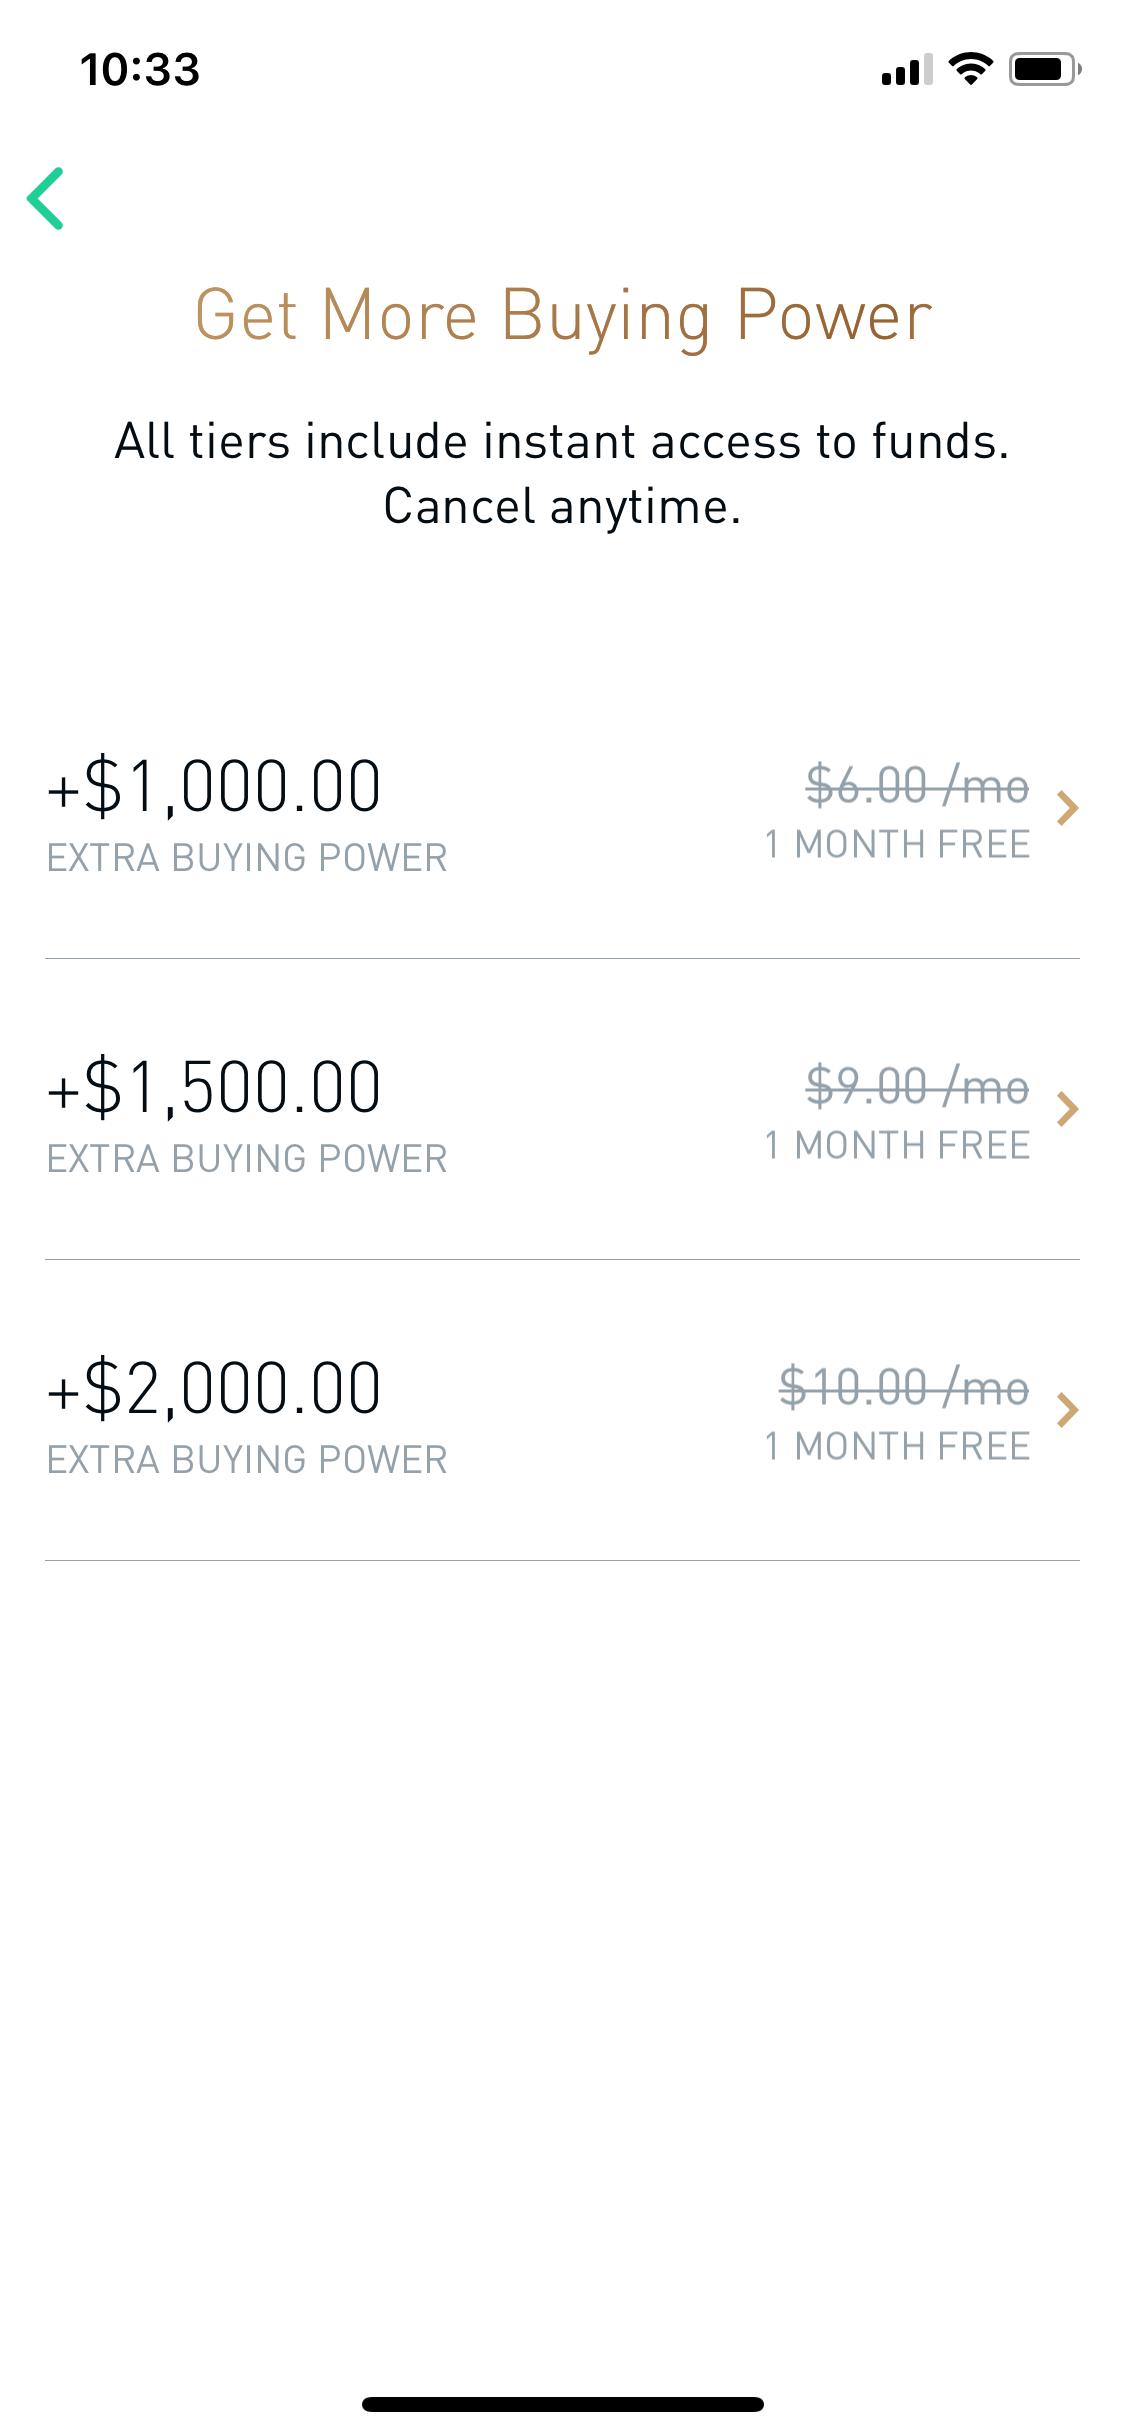 10:33
Get More Buying Power
All tiers include instant access to funds.
Cancel anytime.
+$1,000.00
EXTRA BUYING POWER
$6.00 /mo
1 MONTH FREE
+$1,500.00
EXTRA BUYING POWER
$9.00 /mo
1 MONTH FREE
+$2,000.00
EXTRA BUYING POWER
$10.00 /mo
1 MONTH FREE